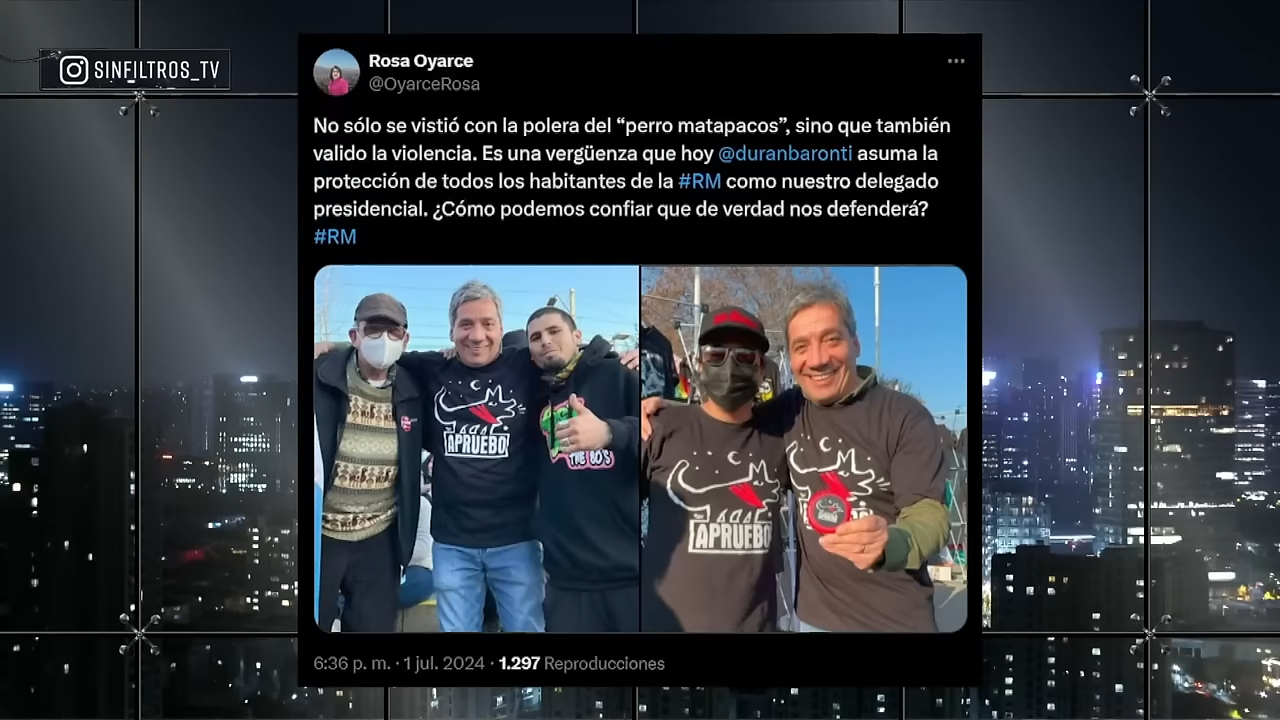 SINFILTROS_TV
Rosa Oyarce
@OyarceRosa
No sólo se vistió con la polera del “perro matapacos”, sino que también
valido la violencia. Es una vergüenza que hoy @duranbaronti asuma la
protección de todos los habitantes de la #RM como nuestro delegado
presidencial. ¿Cómo podemos confiar que de verdad nos defenderá?
#RM
APRUEBO
THE 80'S
APRUEBO
6:36 p. m. · 1 jul. 2024 · 1.297 Reproducciones